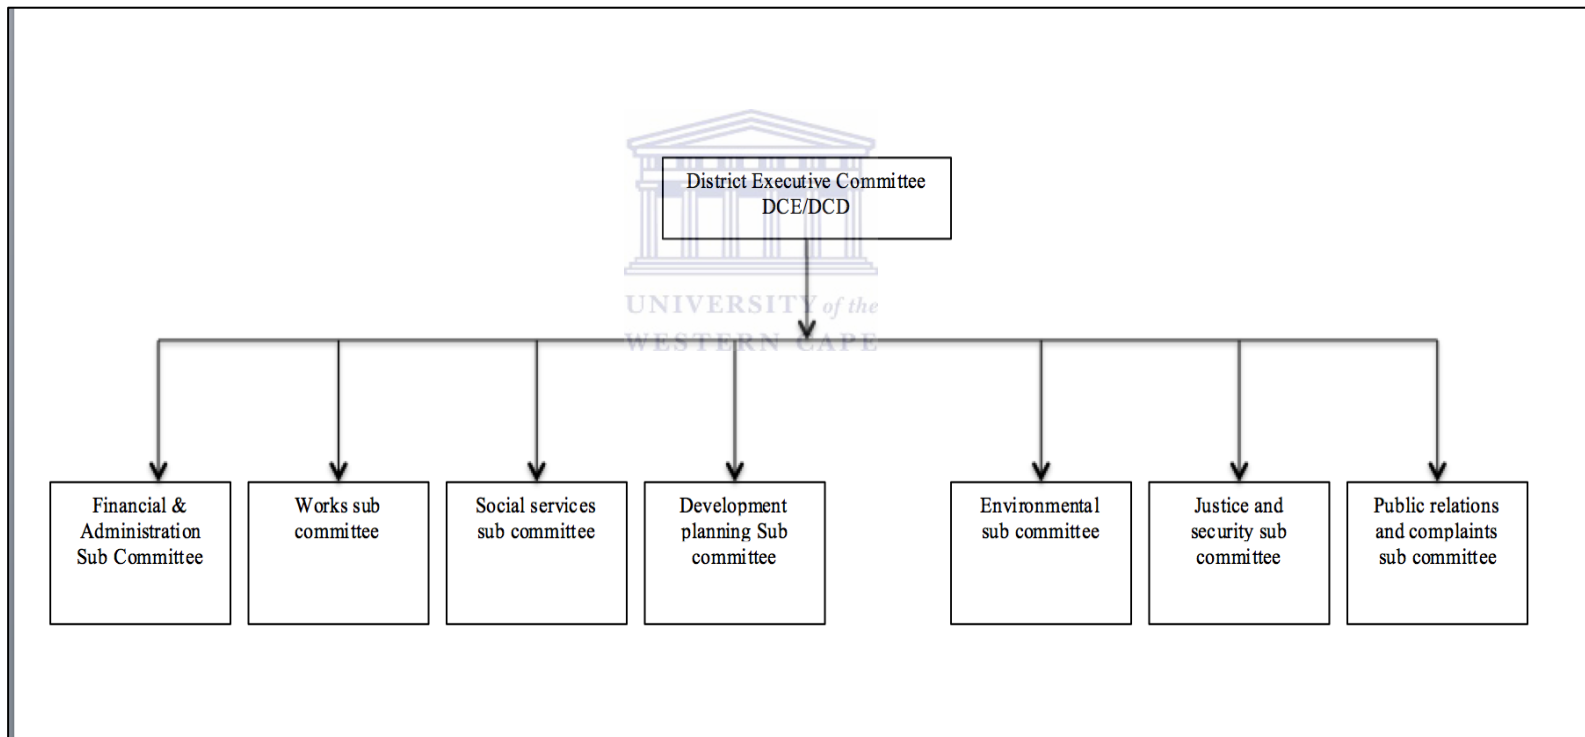 District Executive Committee
DCE/DCD
UNIVERSITY of the
WESTERN CAPE
Financial &
Administration
Sub Committee
Works sub
committee
Social services
sub committee
Development
planning Sub
committee
Environmental
sub committee
Justice and
security sub
committee
Public relations
and complaints
sub committee